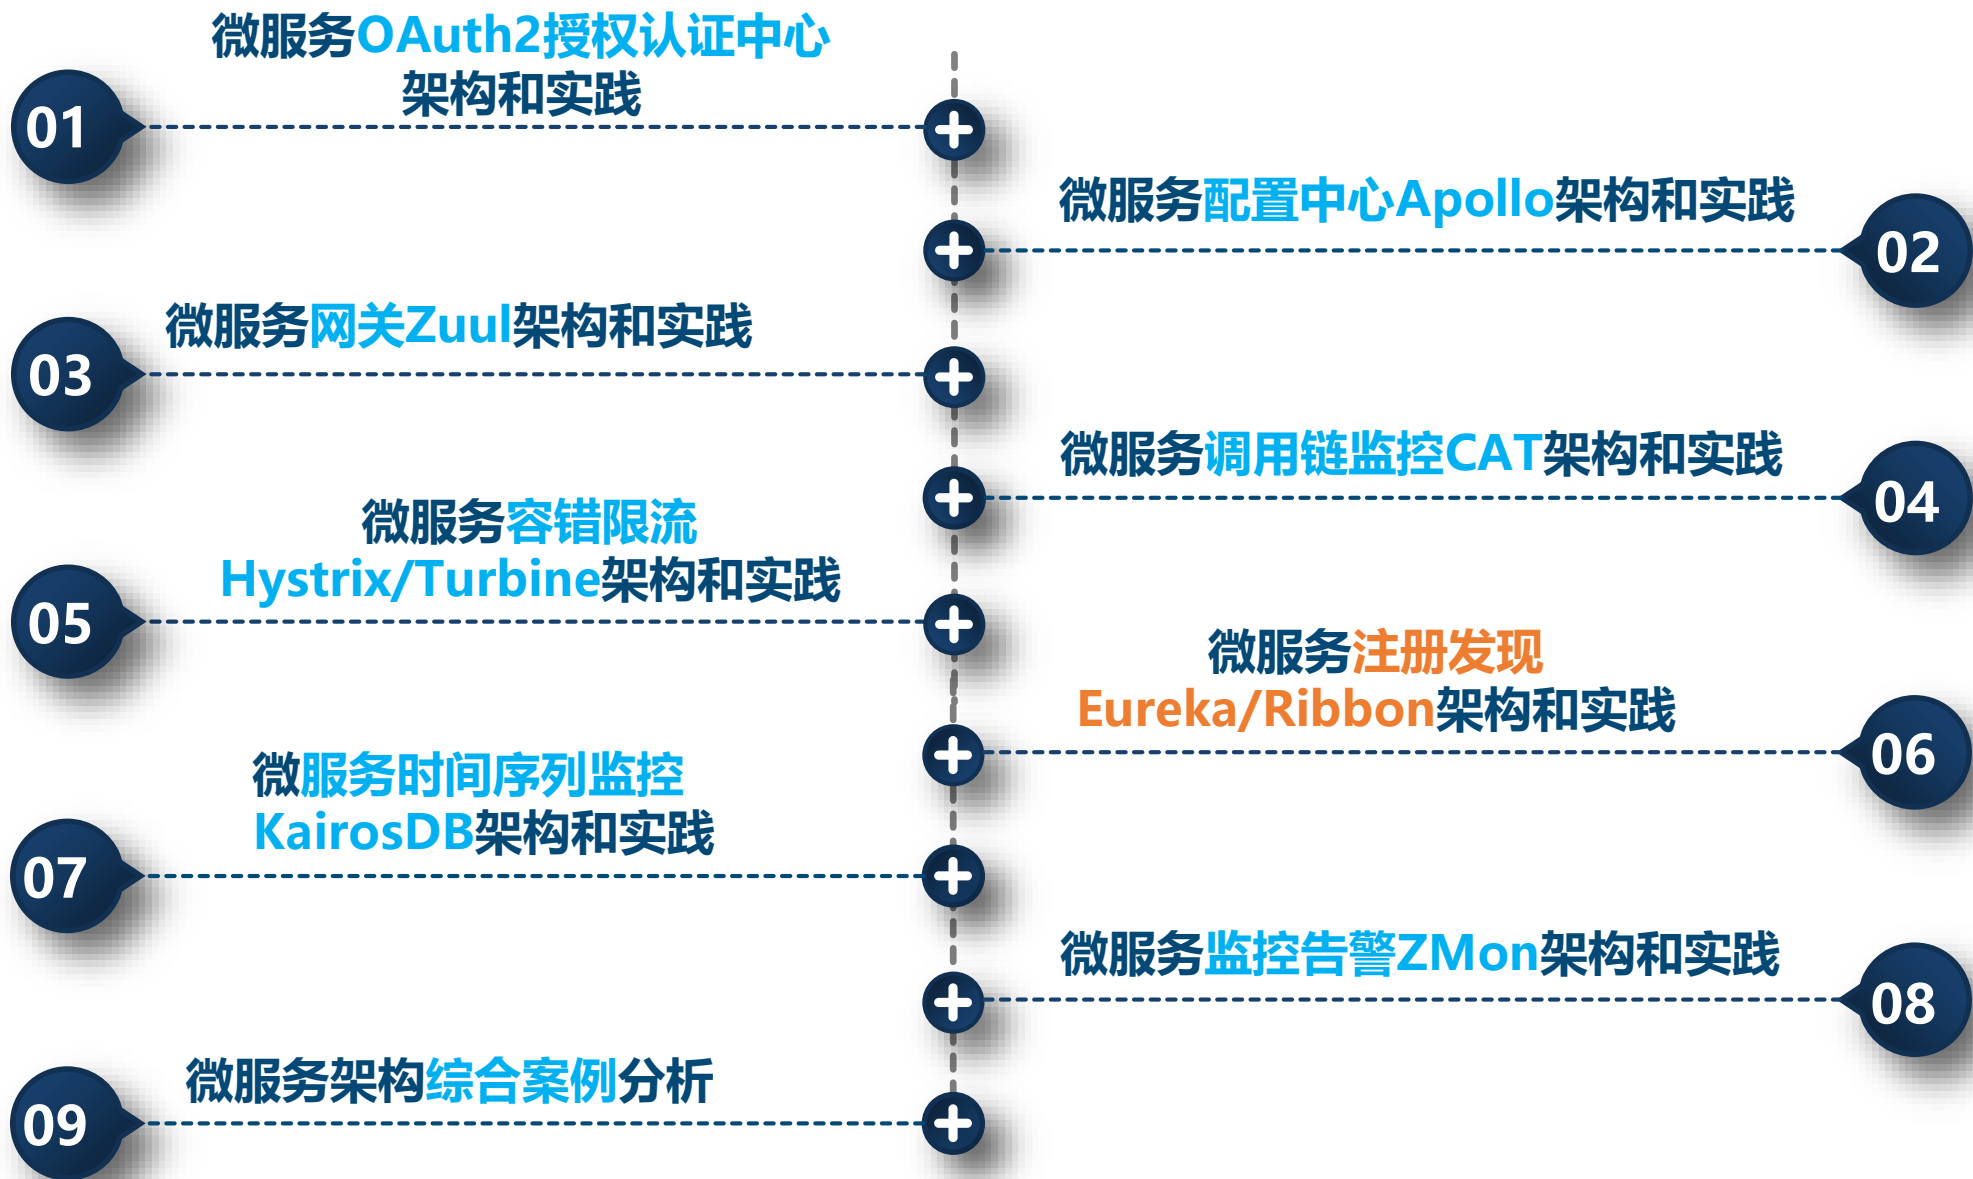 01
微服务OAuth2授权认证中心
架构和实践
02
微服务配置中心Apollo架构和实践
03
微服务网关Zuul架构和实践
04
微服务调用链监控CAT架构和实践
05
微服务容错限流
Hystrix/Turbine架构和实践
06
微服务注册发现
Eureka/Ribbon架构和实践
07
微服务时间序列监控
KairosDB架构和实践
08
微服务监控告警ZMon架构和实践
09
微服务架构综合案例分析